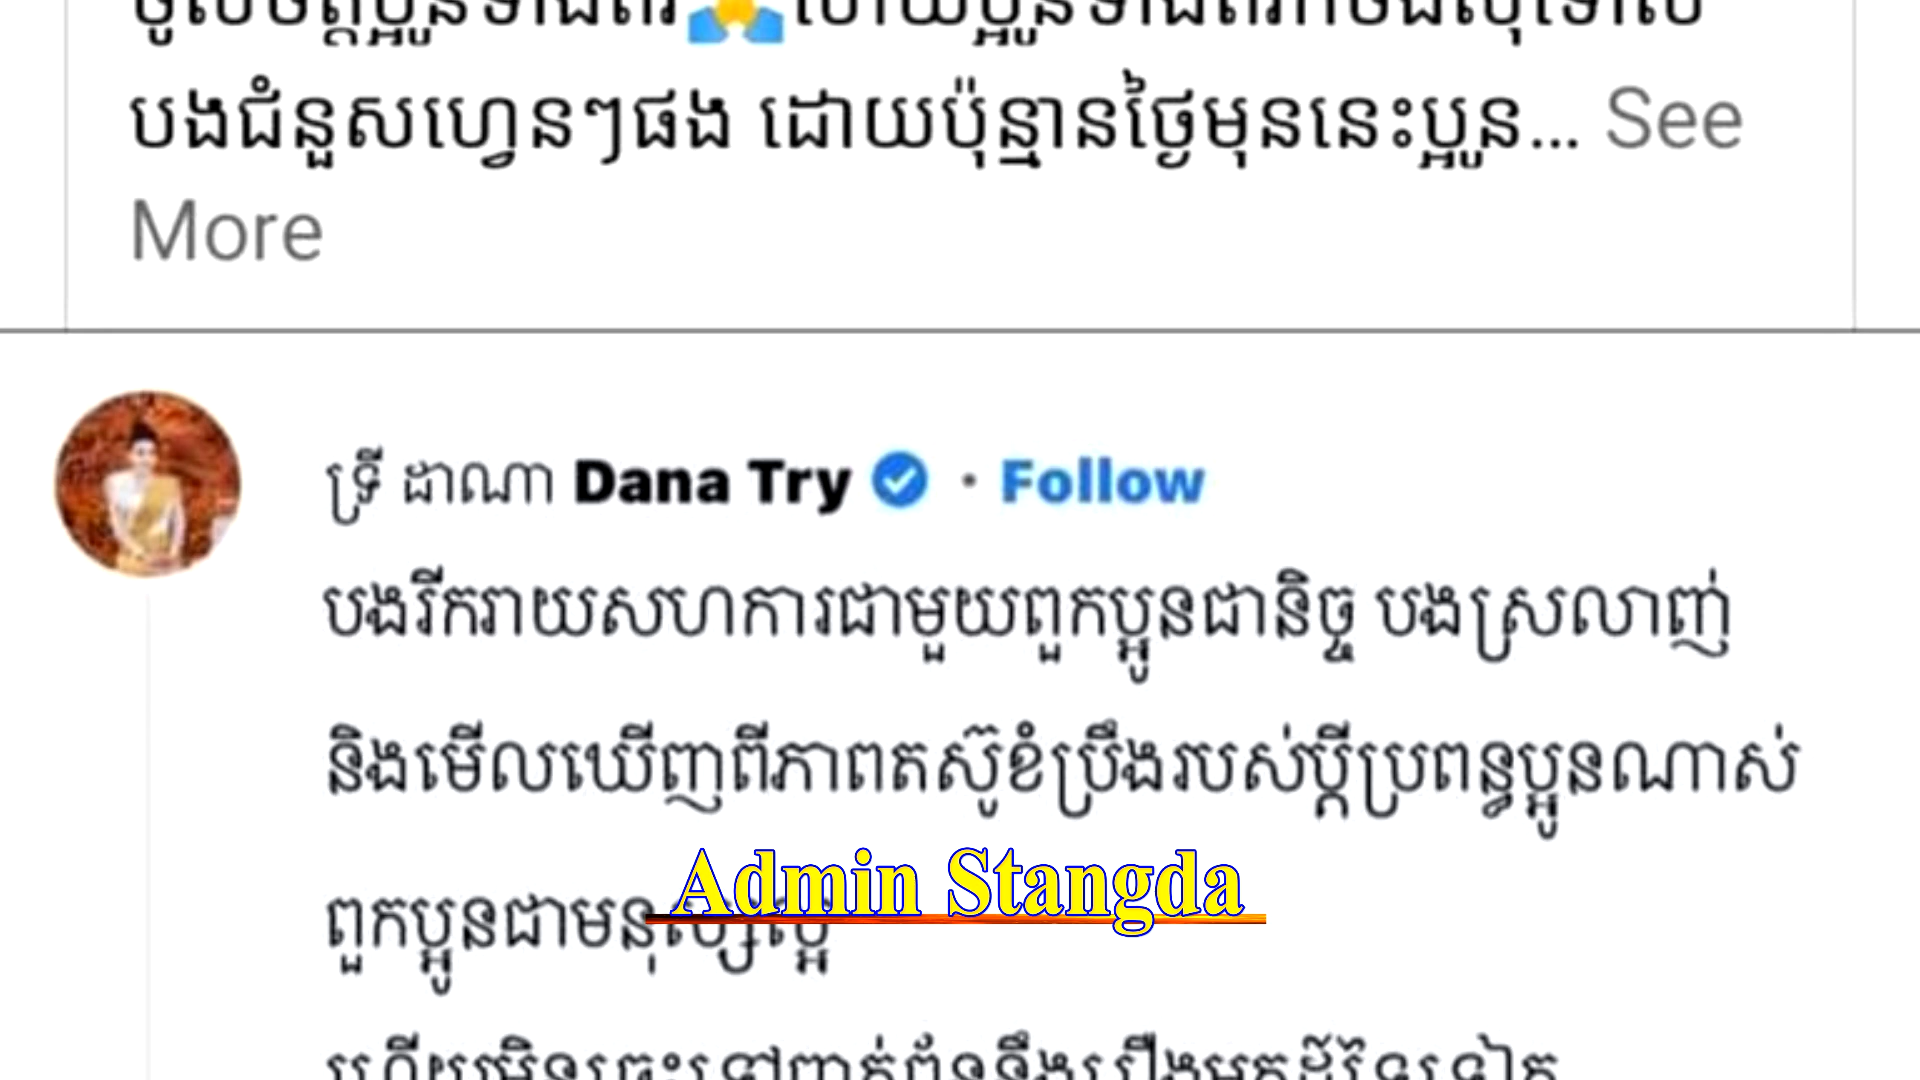 បងជំនួសហ្វេនៗផង ដោយប៉ុន្មានថ្ងៃមុននេះប្អូន... See
More
ទ្រី ដាណា Dana Try · Follow
បងរីករាយសហការជាមួយពួកប្អូនជានិច្ច បងស្រលាញ់
និងមើលឃើញពីភាពតស៊ូខំប្រឹងរបស់ប្តីប្រពន្ធប្អូនណាស់
Admin Stangda
ពួកប្អូនជាមនុស្សល្អ